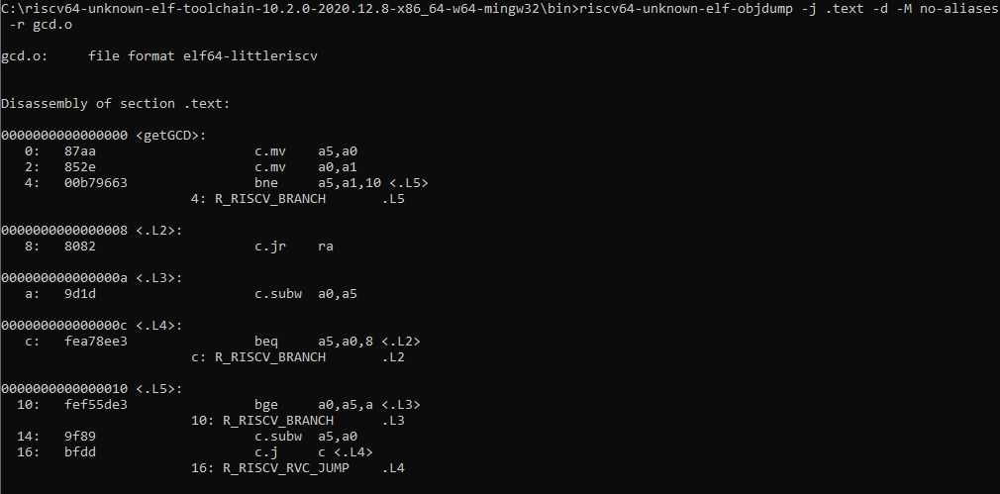 C:\riscv64-unknown-elf-toolchain-10.2.0-2020.12.8-x86_64-w64-mingw32\bin>riscv64-unknown-elf-objdump -j .text -d -M no-aliases
 -r gcd.o

gcd.o:     file format elf64-littleriscv


Disassembly of section .text:

0000000000000000 <getGCD>:
   0:   87aa                    c.mv    a5,a0
   2:   852e                    c.mv    a0,a1
   4:   00b79663                bne     a5,a1,10 <.L5>
                        4: R_RISCV_BRANCH       .L5

0000000000000008 <.L2>:
   8:   8082                    c.jr    ra

000000000000000a <.L3>:
   a:   9d1d                    c.subw  a0,a5

000000000000000c <.L4>:
   c:   fea78ee3                beq     a5,a0,8 <.L2>
                        c: R_RISCV_BRANCH       .L2

0000000000000010 <.L5>:
  10:   fef55de3                bge     a0,a5,a <.L3>
                        10: R_RISCV_BRANCH      .L3
  14:   9f89                    c.subw  a5,a0
  16:   bfdd                    c.j     c <.L4>
                        16: R_RISCV_RVC_JUMP    .L4